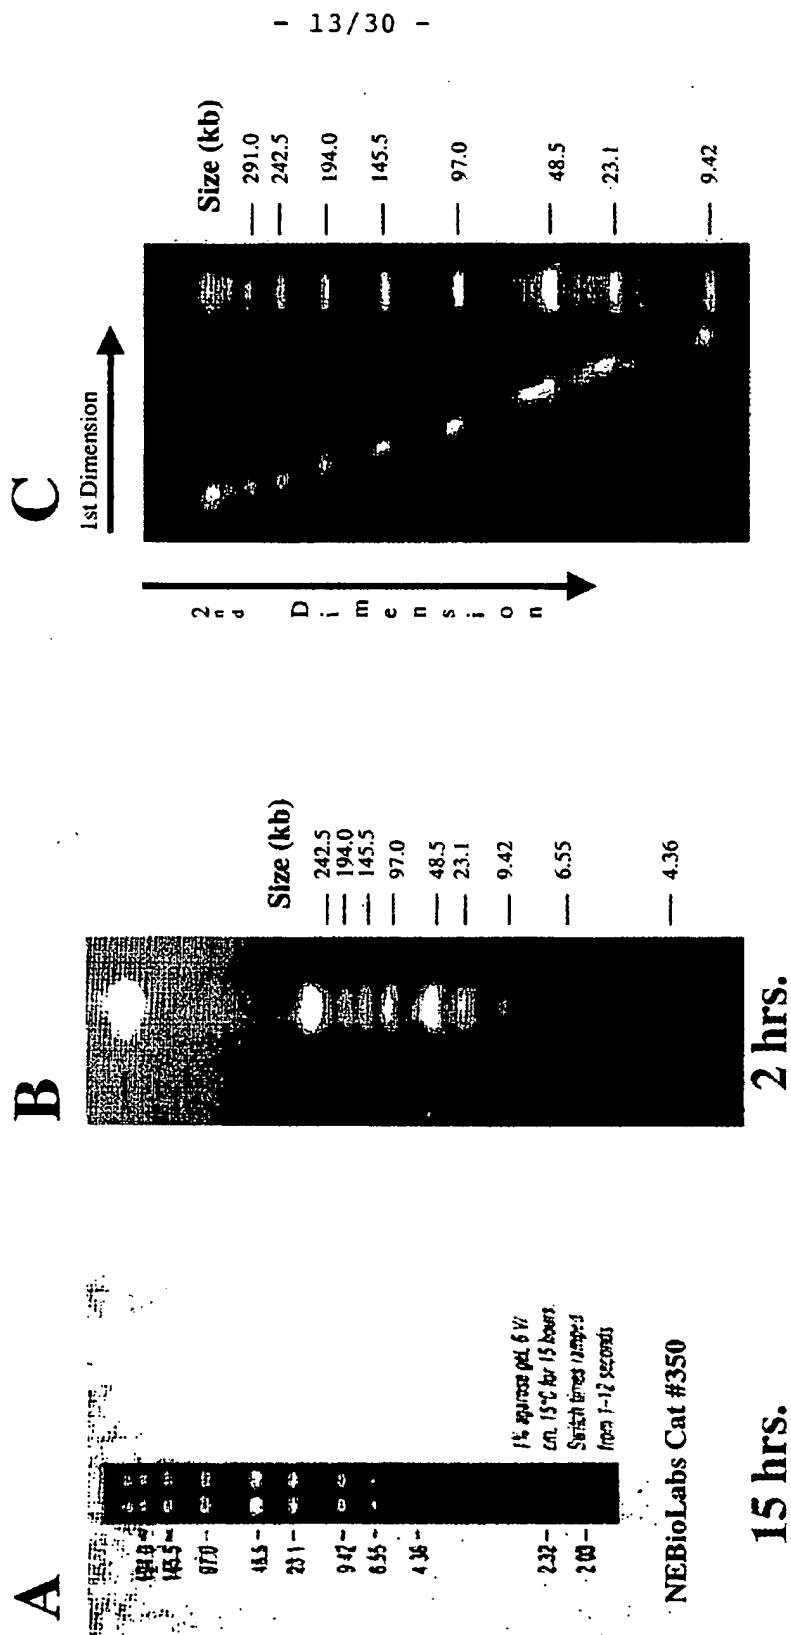 - 13/30 -
A
145.5
97.0
48.5
23.1
9.42
6.55
4.36
2.32
2.03
1% agarose gel, 6 V/
cm, 15°C for 15 hours.
Switch times ramped
from 1-12 seconds
NEBioLabs Cat #350
15 hrs.
B
Size (kb)
242.5
194.0
145.5
97.0
48.5
23.1
9.42
6.55
4.36
2 hrs.
C
1st Dimension
2nd Dimension
Size (kb)
291.0
242.5
194.0
145.5
97.0
48.5
23.1
9.42